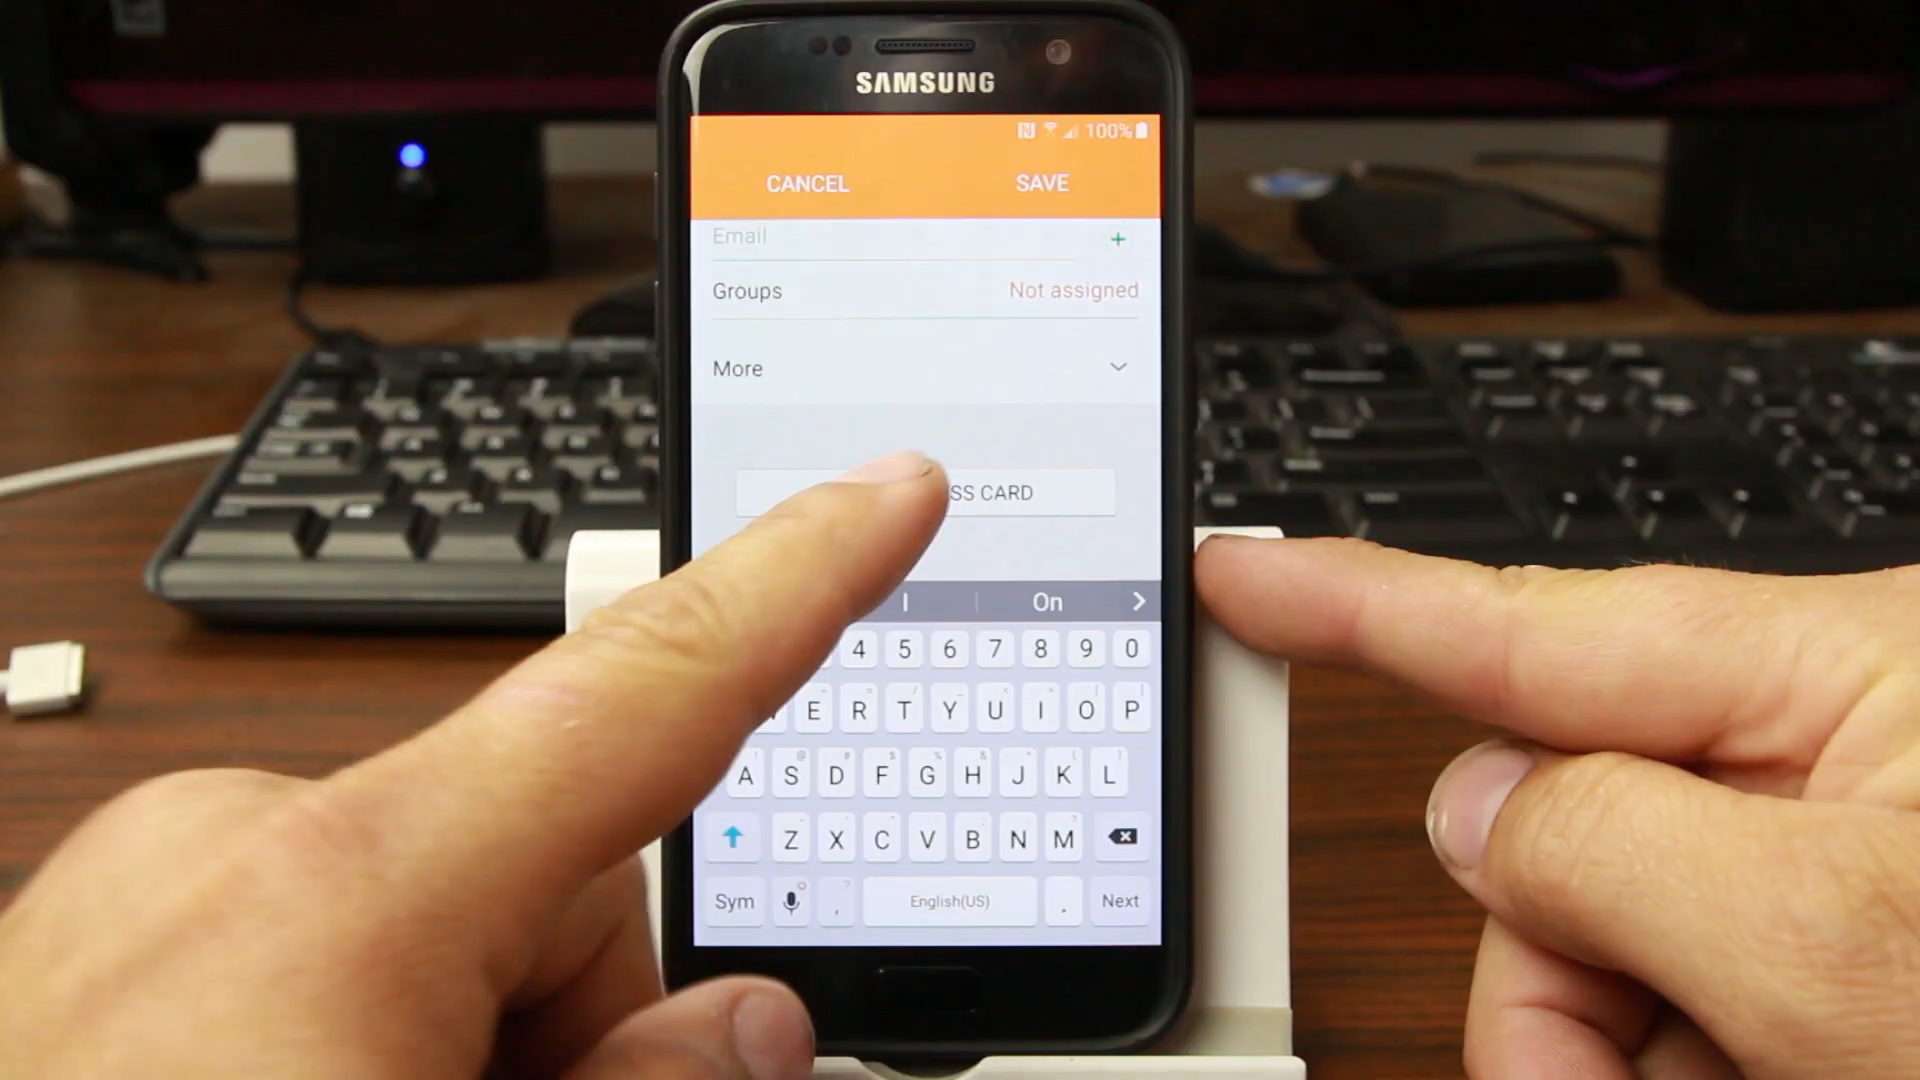 SAMSUNG
100%
CANCEL SAVE
Email +
Groups Not assigned
More
SS CARD
I On
4 5 6 7 8 9 0
E R T Y U I O P
A S D F G H J K L
Z X C V B N M
Sym , English(US) . Next